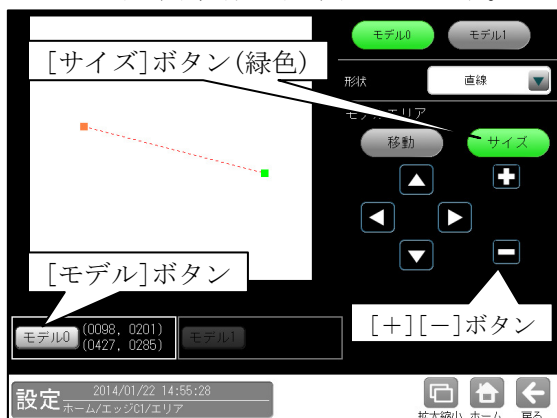 モデル0 モデル1
[サイズ]ボタン(緑色)
形状 直線
モデルエリア
移動 サイズ
[モデル]ボタン
[+][-]ボタン
モデル0 (0098, 0201)
(0427, 0285)
モデル1
設定 2014/01/22 14:55:28
ホーム/エッジC1/エリア
拡大縮小 ホーム 戻る